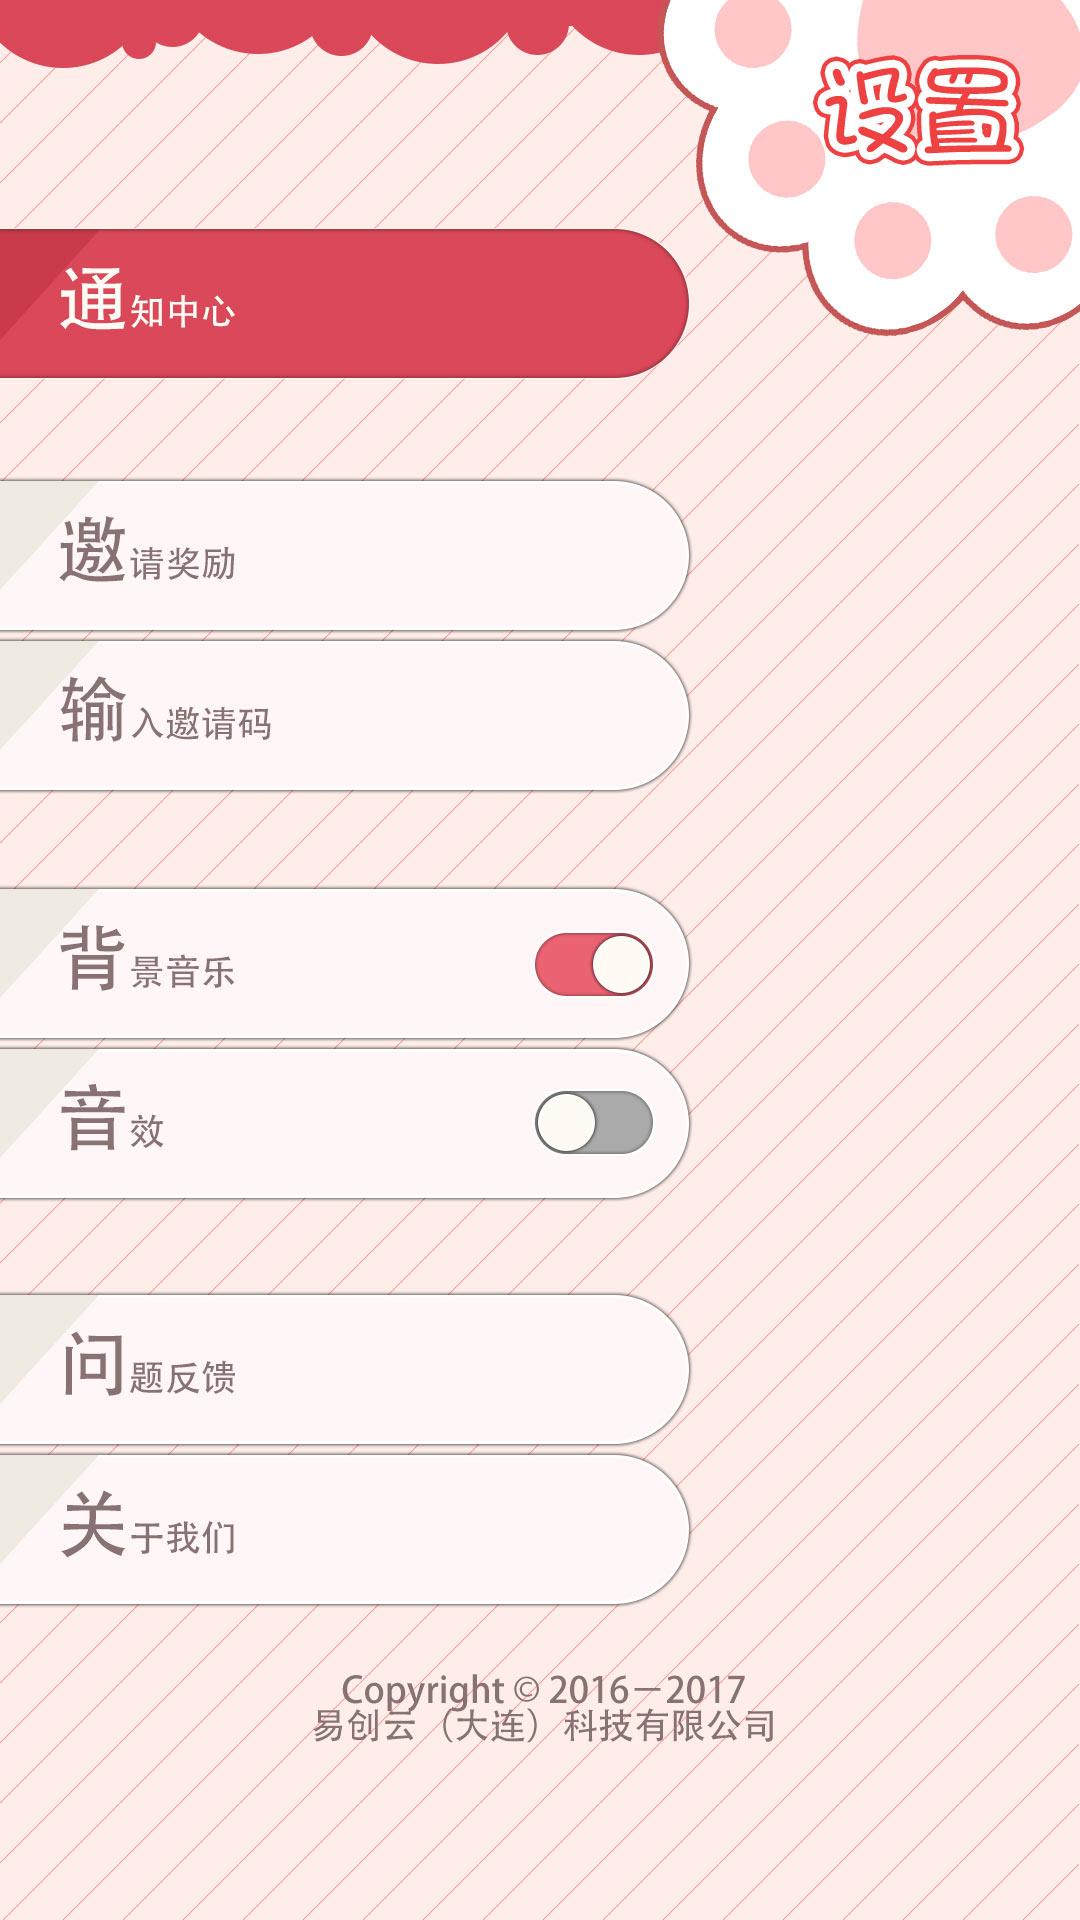 设置
通知中心
邀请奖励
输入邀请码
背景音乐
音效
问题反馈
关于我们
Copyright © 2016－2017
易创云（大连）科技有限公司